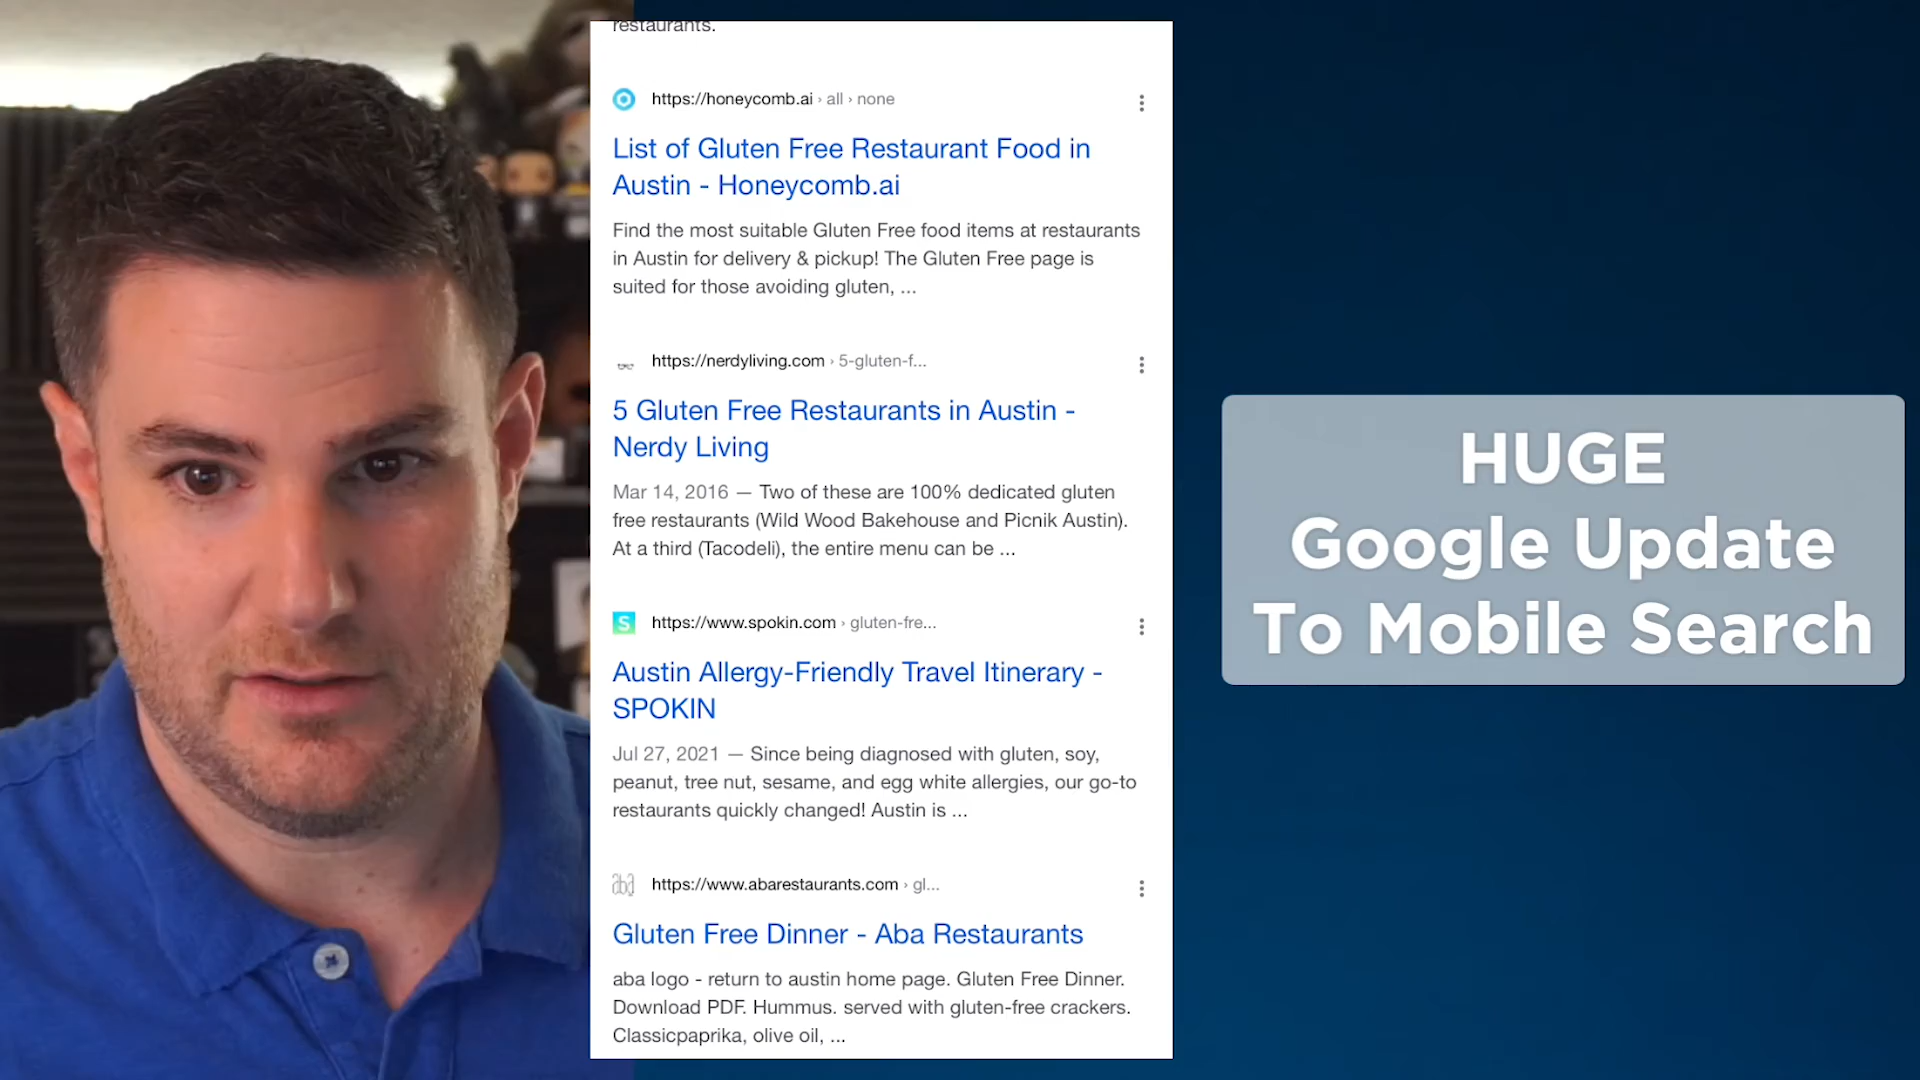 restaurants.
https://honeycomb.ai › all › none
List of Gluten Free Restaurant Food in
Austin - Honeycomb.ai
Find the most suitable Gluten Free food items at restaurants
in Austin for delivery & pickup! The Gluten Free page is
suited for those avoiding gluten, ...
https://nerdyliving.com › 5-gluten-f...
5 Gluten Free Restaurants in Austin -
Nerdy Living
Mar 14, 2016 — Two of these are 100% dedicated gluten
free restaurants (Wild Wood Bakehouse and Picnik Austin).
At a third (Tacodeli), the entire menu can be ...
S
https://www.spokin.com › gluten-fre...
Austin Allergy-Friendly Travel Itinerary -
SPOKIN
Jul 27, 2021 — Since being diagnosed with gluten, soy,
peanut, tree nut, sesame, and egg white allergies, our go-to
restaurants quickly changed! Austin is ...
aba
https://www.abarestaurants.com › gl...
Gluten Free Dinner - Aba Restaurants
aba logo - return to austin home page. Gluten Free Dinner.
Download PDF. Hummus. served with gluten-free crackers.
Classicpaprika, olive oil, ...
HUGE
Google Update
To Mobile Search